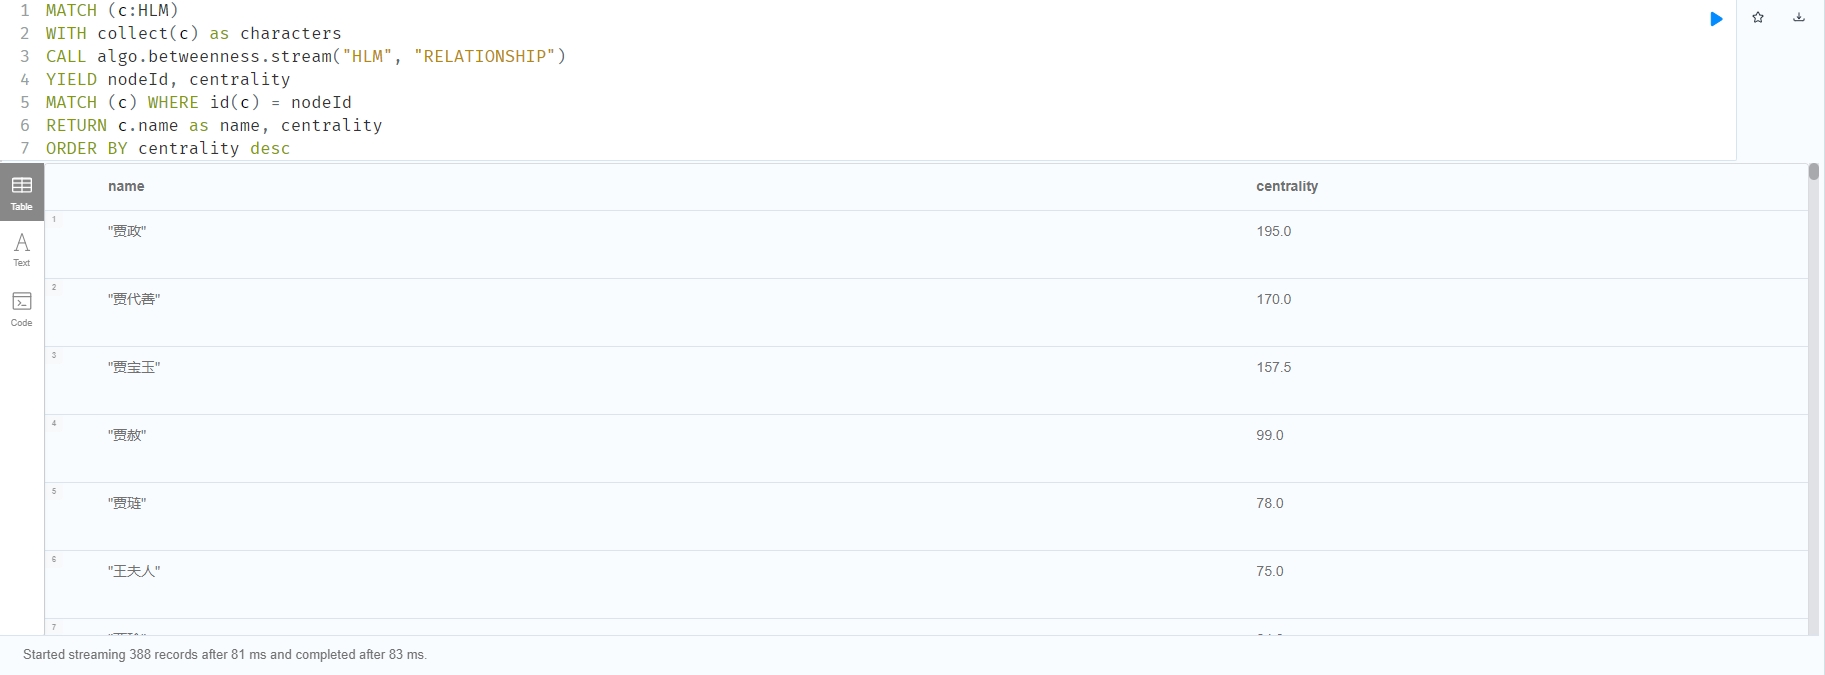 1 MATCH (c:HLM)
2 WITH collect(c) as characters
3 CALL algo.betweenness.stream("HLM", "RELATIONSHIP")
4 YIELD nodeId, centrality
5 MATCH (c) WHERE id(c) = nodeId
6 RETURN c.name as name, centrality
7 ORDER BY centrality desc
Table
Text
Code
name centrality
1 "贾政" 195.0
2 "贾代善" 170.0
3 "贾宝玉" 157.5
4 "贾赦" 99.0
5 "贾琏" 78.0
6 "王夫人" 75.0
7
Started streaming 388 records after 81 ms and completed after 83 ms.